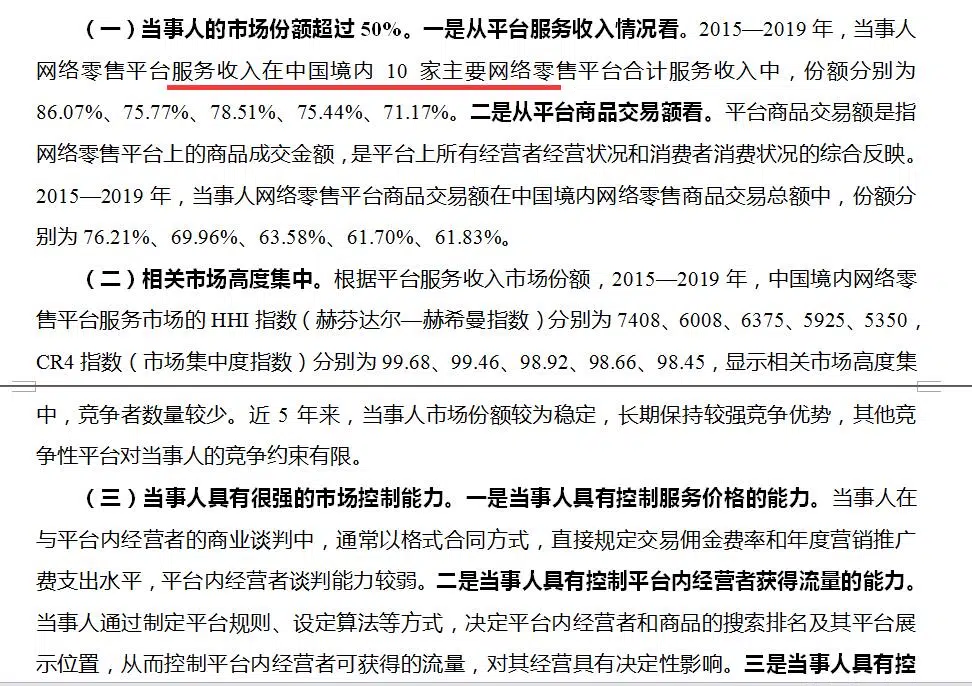 （一）当事人的市场份额超过 50%。一是从平台服务收入情况看。2015—2019 年，当事人
网络零售平台服务收入在中国境内 10 家主要网络零售平台合计服务收入中，份额分别为
86.07%、75.77%、78.51%、75.44%、71.17%。二是从平台商品交易额看。平台商品交易额是指
网络零售平台上的商品成交金额，是平台上所有经营者经营状况和消费者消费状况的综合反映。
2015—2019 年，当事人网络零售平台商品交易额在中国境内网络零售商品交易总额中，份额分
别为 76.21%、69.96%、63.58%、61.70%、61.83%。
（二）相关市场高度集中。根据平台服务收入市场份额，2015—2019 年，中国境内网络零
售平台服务市场的 HHI 指数（赫芬达尔—赫希曼指数）分别为 7408、6008、6375、5925、5350，
CR4 指数（市场集中度指数）分别为 99.68、99.46、98.92、98.66、98.45，显示相关市场高度集
中，竞争者数量较少。近 5 年来，当事人市场份额较为稳定，长期保持较强竞争优势，其他竞
争性平台对当事人的竞争约束有限。
（三）当事人具有很强的市场控制能力。一是当事人具有控制服务价格的能力。当事人在
与平台内经营者的商业谈判中，通常以格式合同方式，直接规定交易佣金费率和年度营销推广
费支出水平，平台内经营者谈判能力较弱。二是当事人具有控制平台内经营者获得流量的能力。
当事人通过制定平台规则、设定算法等方式，决定平台内经营者和商品的搜索排名及其平台展
示位置，从而控制平台内经营者可获得的流量，对其经营具有决定性影响。三是当事人具有控